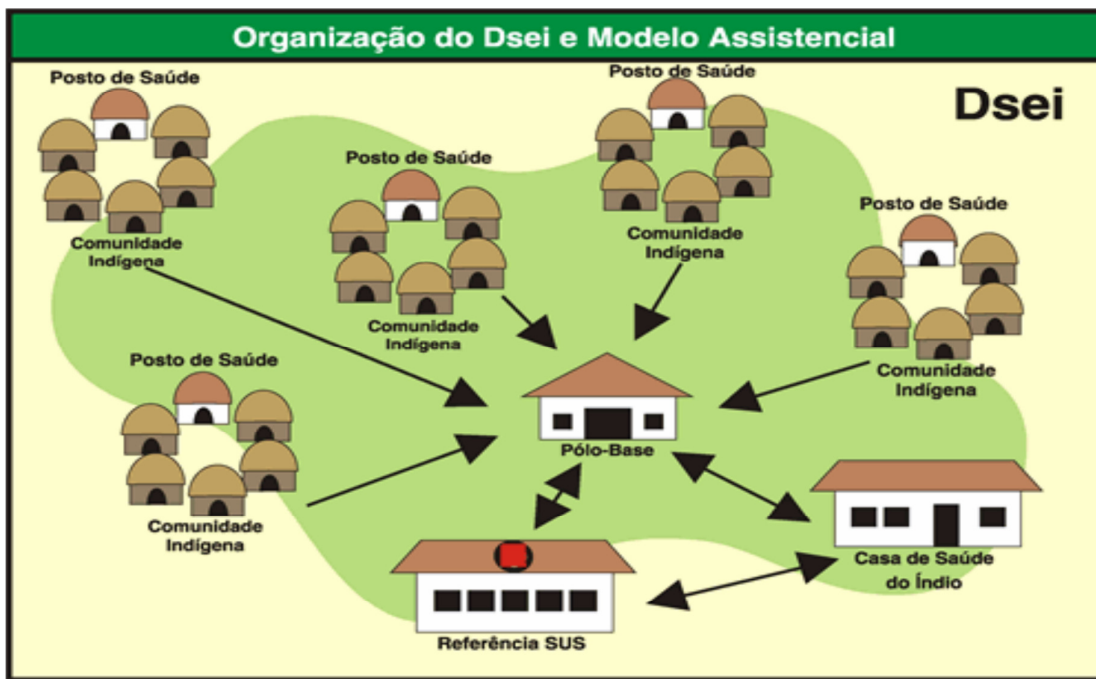 Organização do Dsei e Modelo Assistencial
Dsei
Posto de Saúde
Comunidade
Indígena
Posto de Saúde
Comunidade
Indígena
Posto de Saúde
Comunidade
Indígena
Posto de Saúde
Comunidade
Indígena
Posto de Saúde
Comunidade
Indígena
Pólo-Base
Casa de Saúde
do Índio
Referência SUS